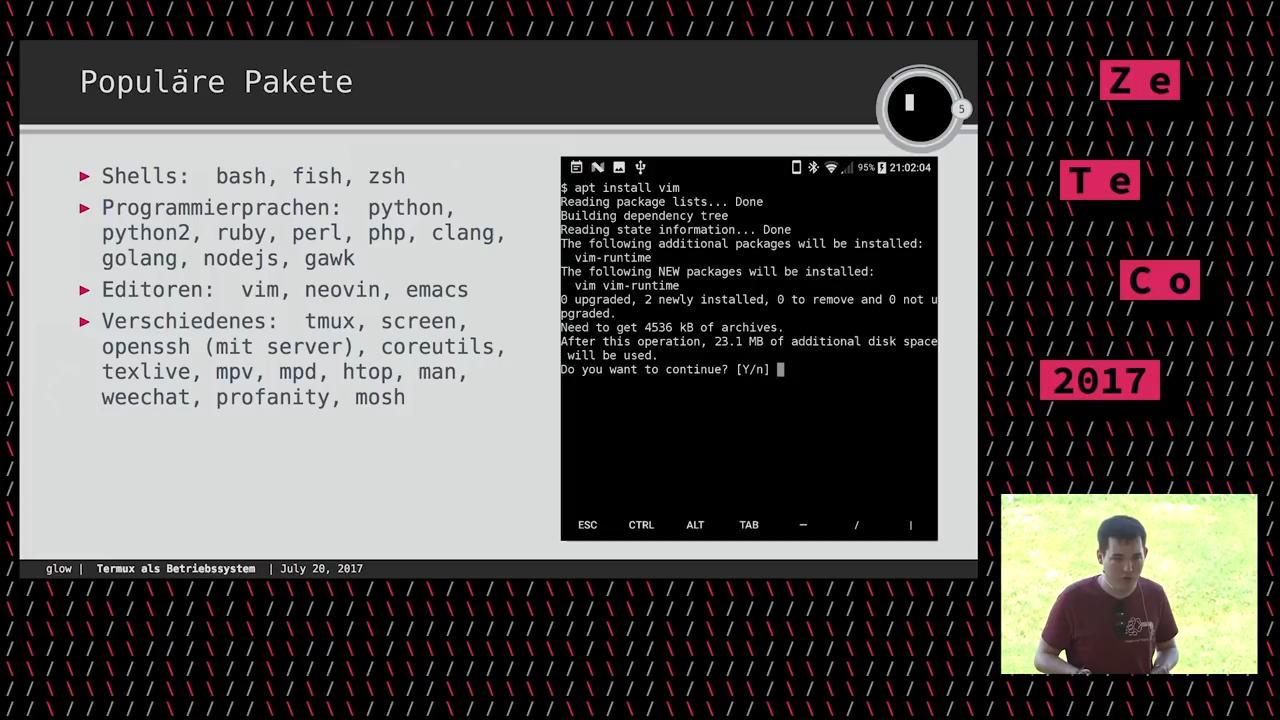 Populäre Pakete
5
Shells: bash, fish, zsh
Programmierprachen: python,
python2, ruby, perl, php, clang,
golang, nodejs, gawk
Editoren: vim, neovin, emacs
Verschiedenes: tmux, screen,
openssh (mit server), coreutils,
texlive, mpv, mpd, htop, man,
weechat, profanity, mosh
95% 21:02:04
$ apt install vim
Reading package lists... Done
Building dependency tree
Reading state information... Done
The following additional packages will be installed:
vim-runtime
The following NEW packages will be installed:
vim vim-runtime
0 upgraded, 2 newly installed, 0 to remove and 0 not u
pgraded.
Need to get 4536 kB of archives.
After this operation, 23.1 MB of additional disk space
will be used.
Do you want to continue? [Y/n]
ESC CTRL ALT TAB – / |
glow | Termux als Betriebssystem | July 20, 2017
Z e
T e
C o
2017